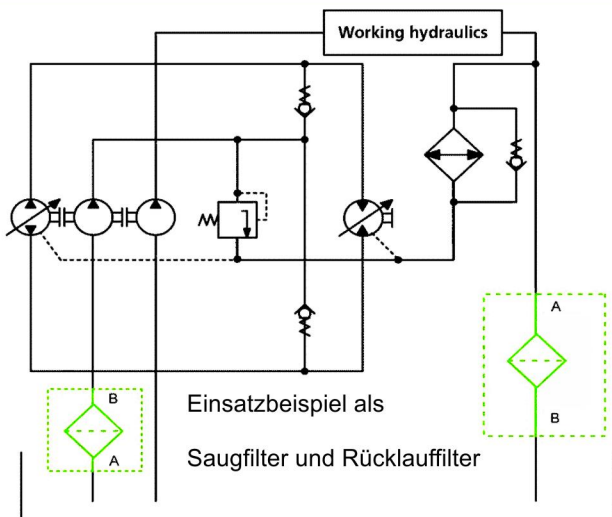 Working hydraulics
A
B
B
Einsatzbeispiel als
A
Saugfilter und Rücklauffilter